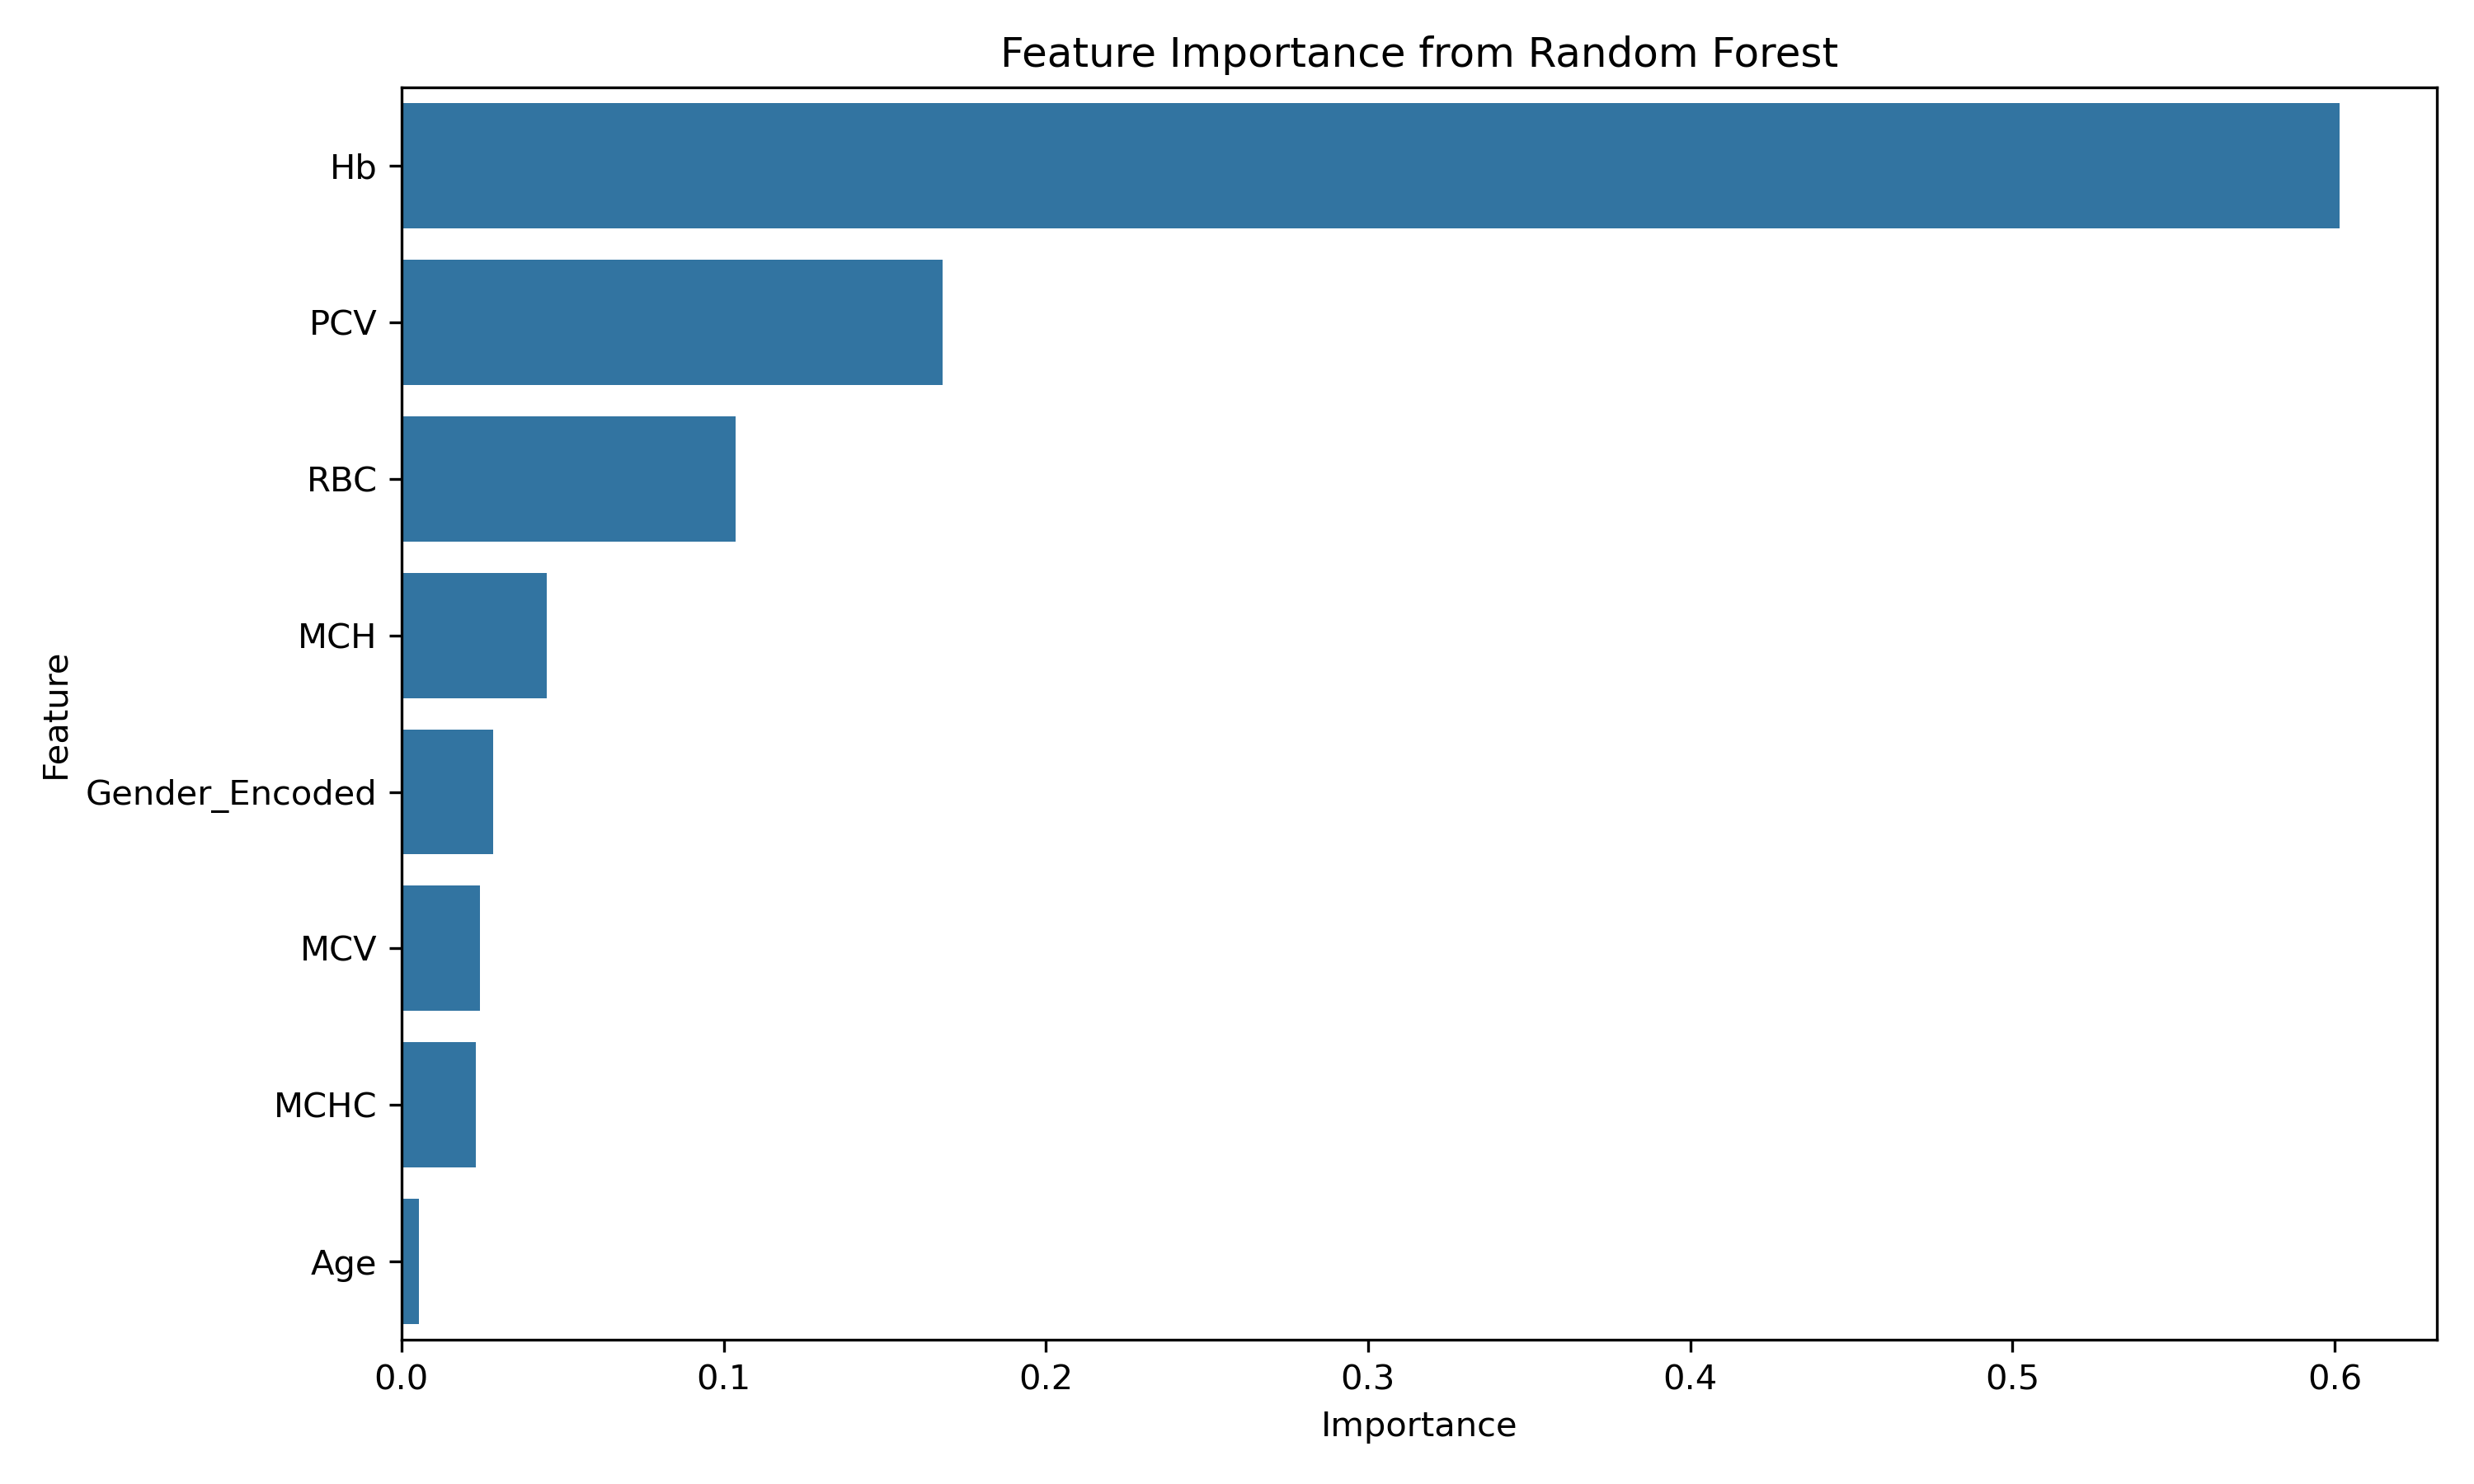 Feature Importance from Random Forest
Feature
Hb
PCV
RBC
MCH
Gender_Encoded
MCV
MCHC
Age
0.0 0.1 0.2 0.3 0.4 0.5 0.6
Importance